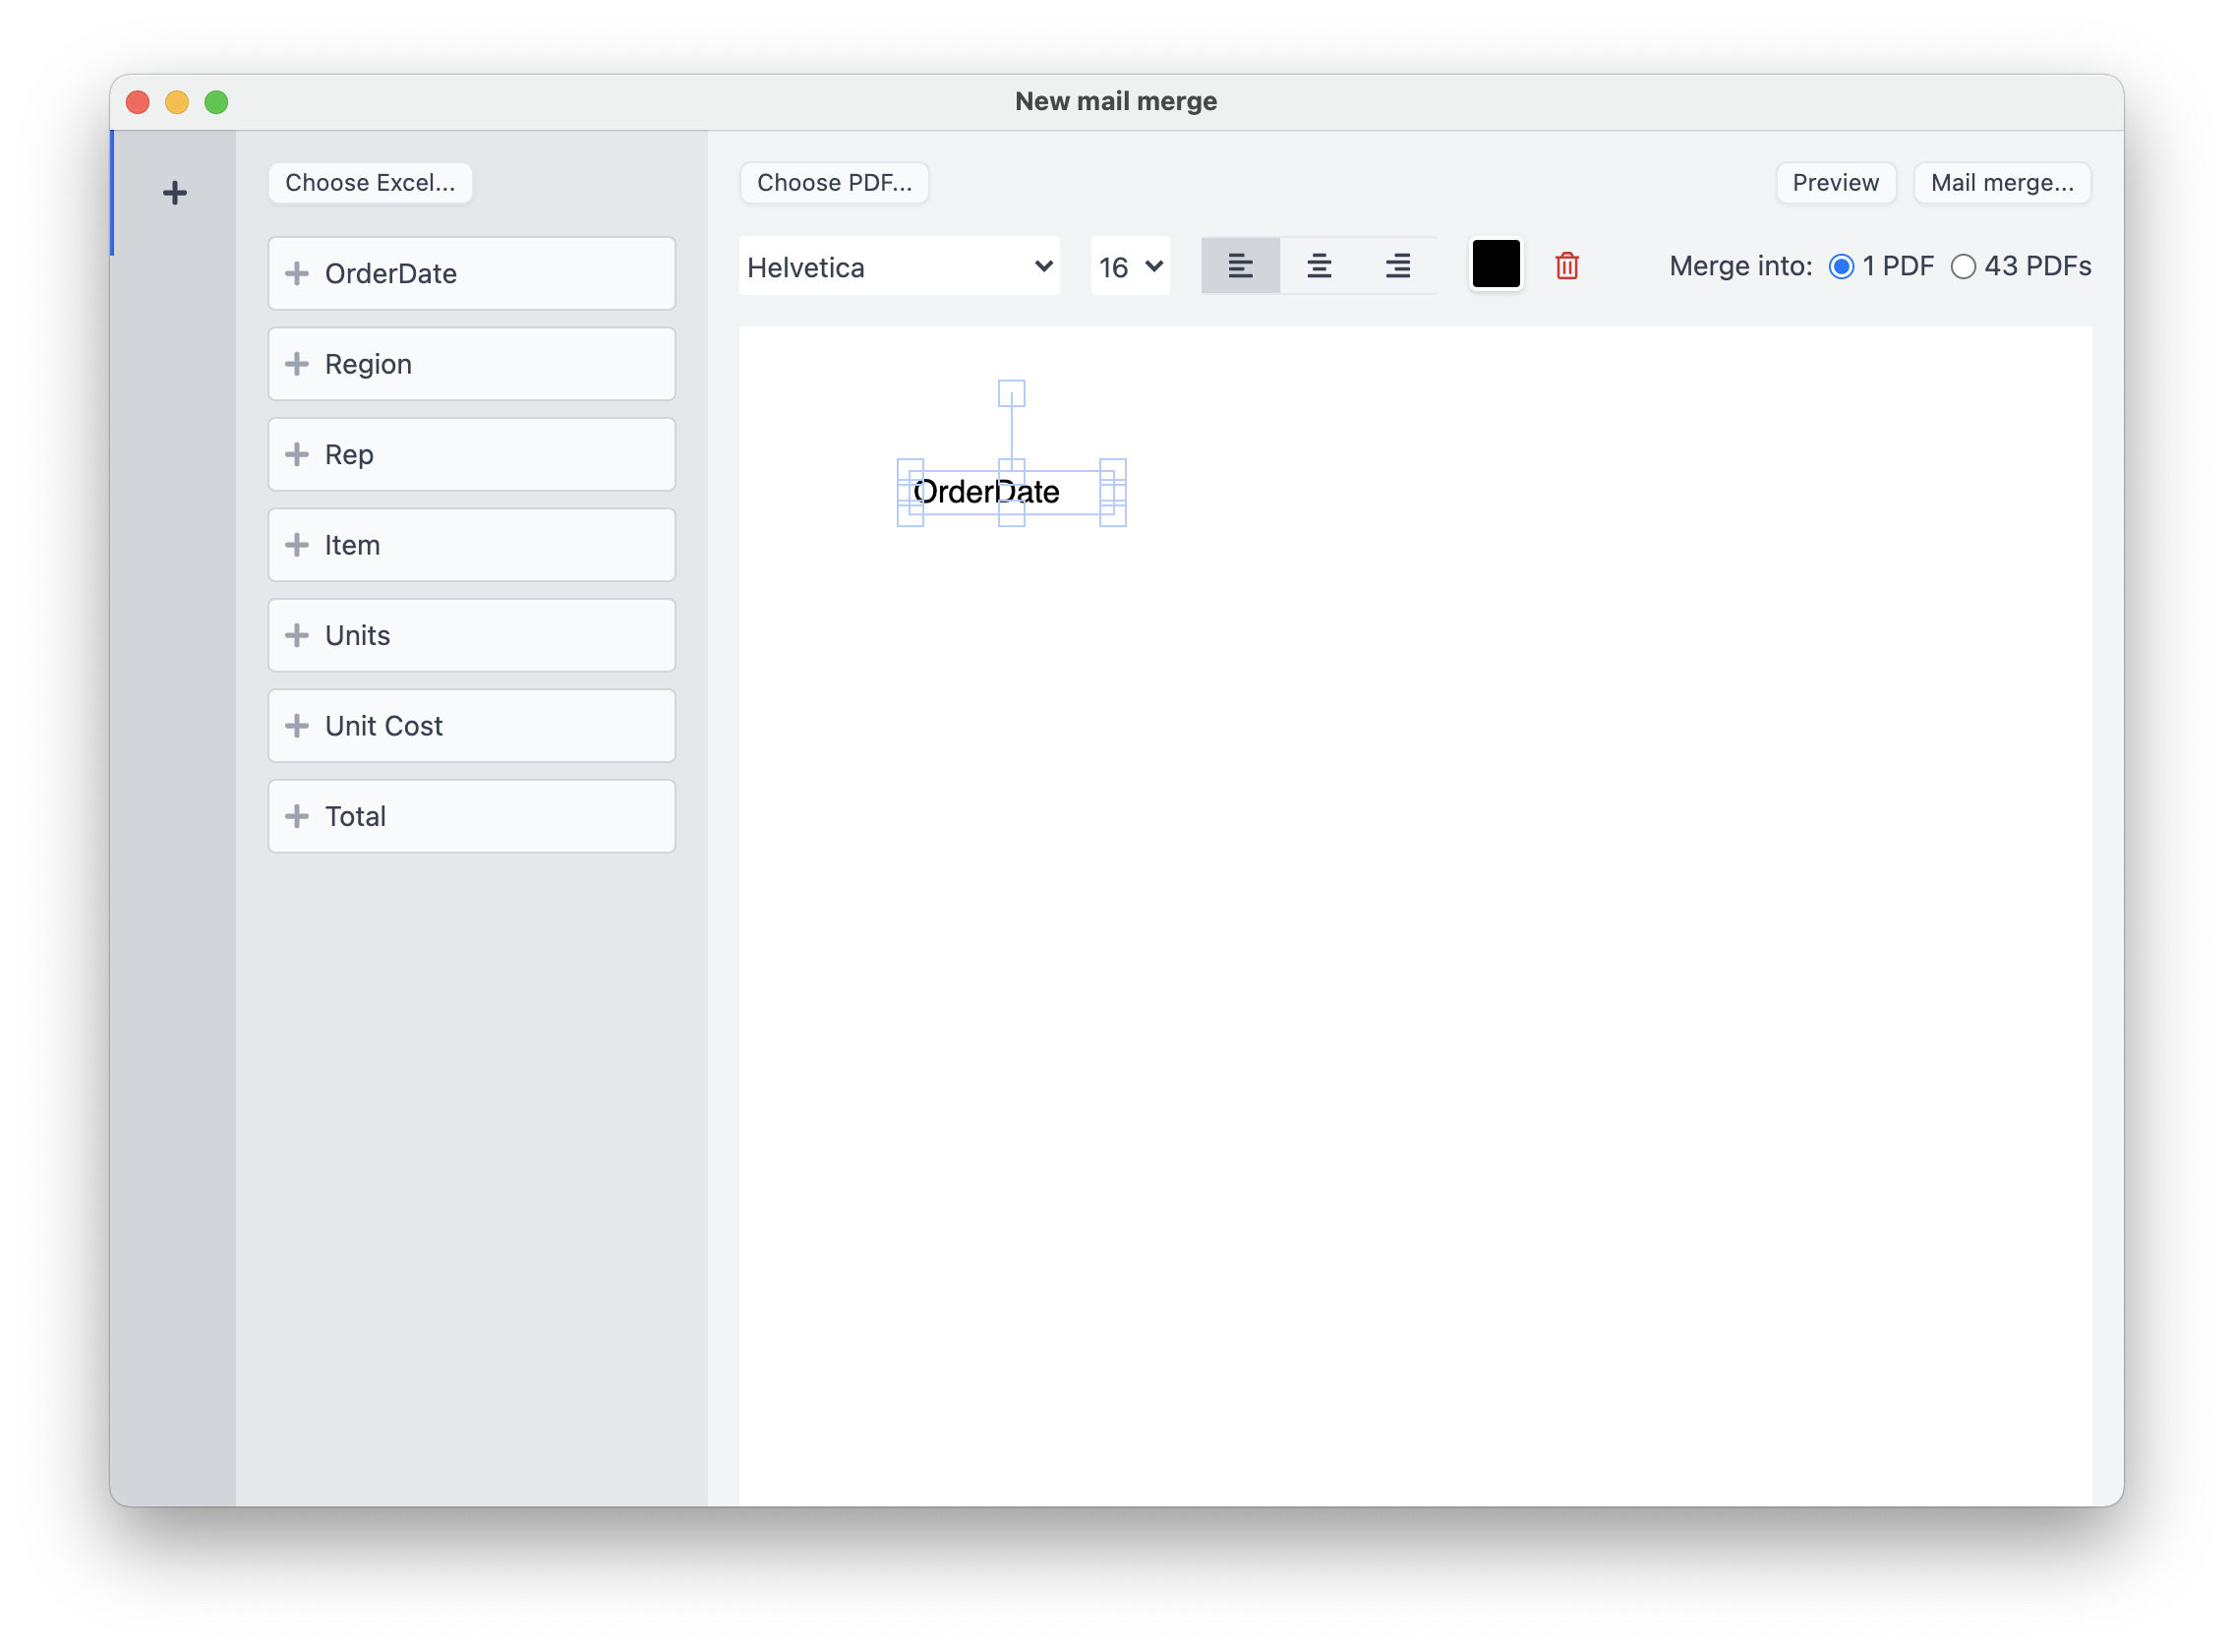 New mail merge
Choose Excel...
OrderDate
Region
Rep
Item
Units
Unit Cost
Total
Choose PDF...
Preview
Mail merge...
Helvetica
16
Merge into:
1 PDF
43 PDFs
OrderDate